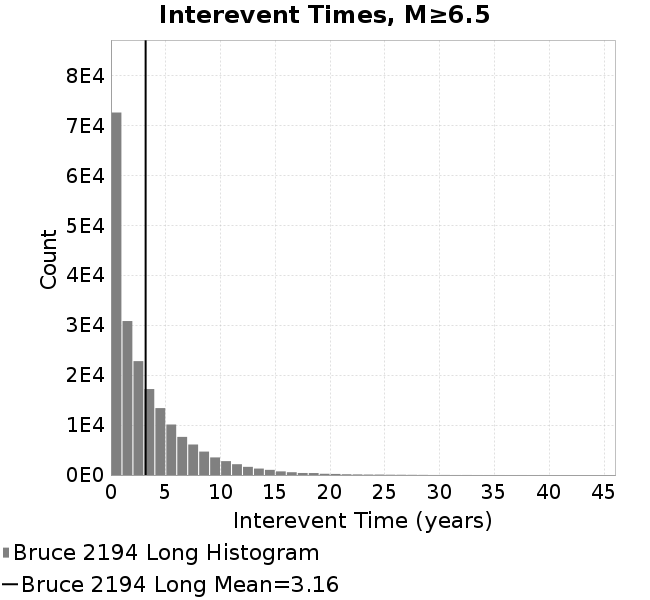 Interevent Times, M≥6.5
8E4
7E4
6E4
5E4
4E4
3E4
2E4
1E4
0E0
Count
0 5 10 15 20 25 30 35 40 45
Interevent Time (years)
Bruce 2194 Long Histogram
Bruce 2194 Long Mean=3.16